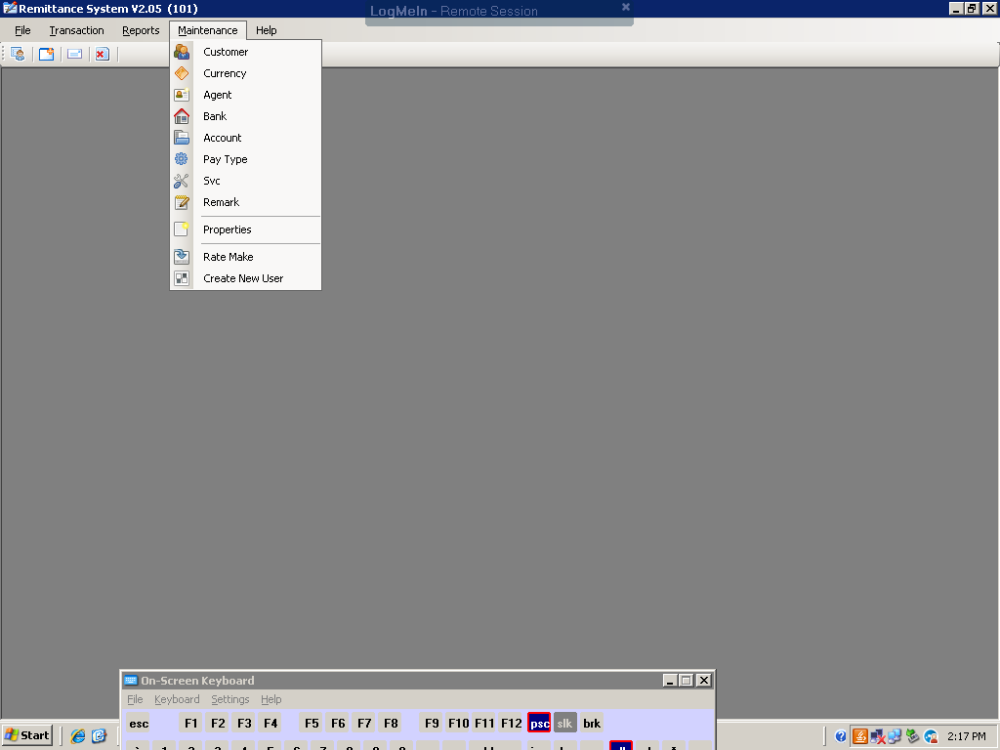 Remittance System V2.05 (101)
LogMeIn - Remote Session
File Transaction Reports Maintenance Help
Customer
Currency
Agent
Bank
Account
Pay Type
Svc
Remark
Properties
Rate Make
Create New User
On-Screen Keyboard
File Keyboard Settings Help
esc F1 F2 F3 F4 F5 F6 F7 F8 F9 F10 F11 F12 psc slk brk
Start
2:17 PM